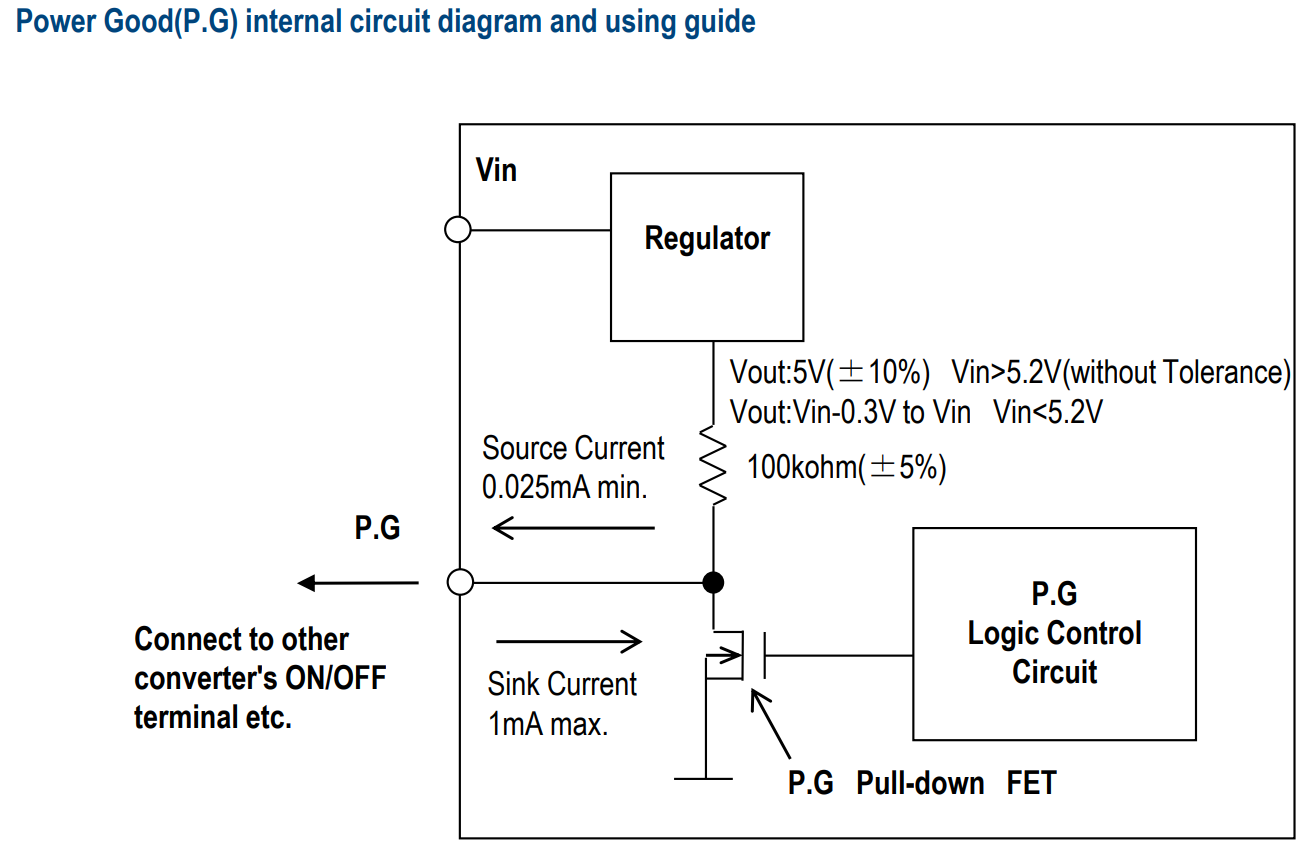 Power Good(P.G) internal circuit diagram and using guide
Vin
Regulator
Vout:5V(±10%) Vin>5.2V(without Tolerance)
Vout:Vin-0.3V to Vin Vin<5.2V
100kohm(±5%)
Source Current
0.025mA min.
P.G
Connect to other
converter's ON/OFF
terminal etc.
Sink Current
1mA max.
P.G
Logic Control
Circuit
P.G Pull-down FET